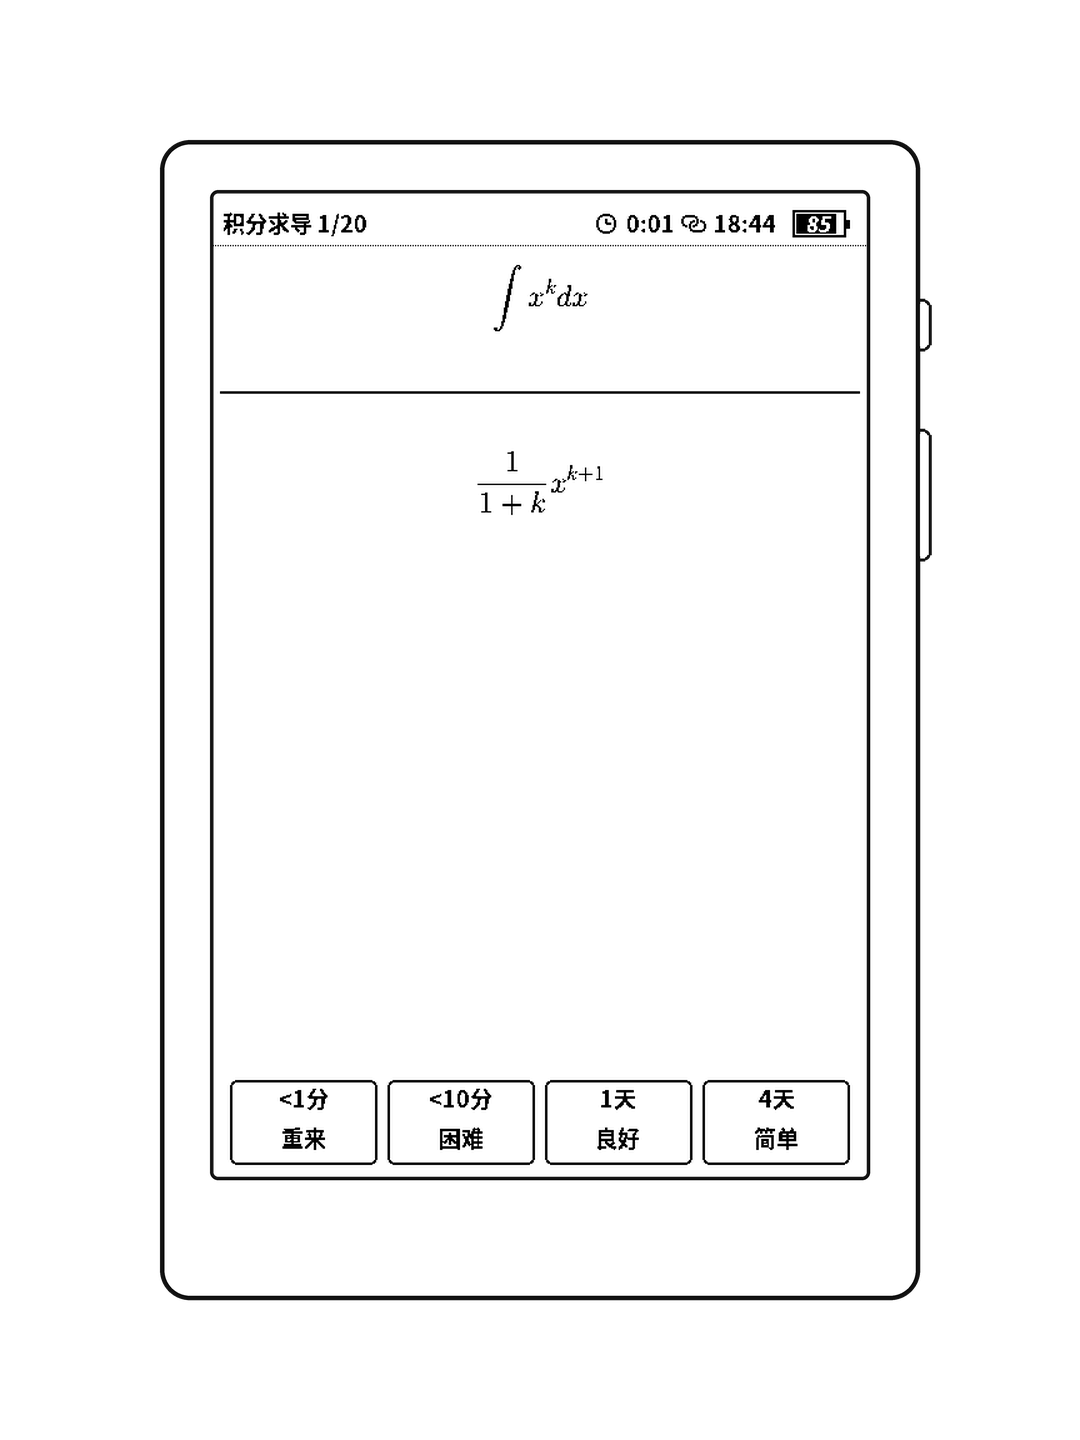 积分求导 1/20 0:01 18:44 85
∫ x^k dx
1
1 + k x^{k+1}
<1分 <10分 1天 4天
重来 困难 良好 简单